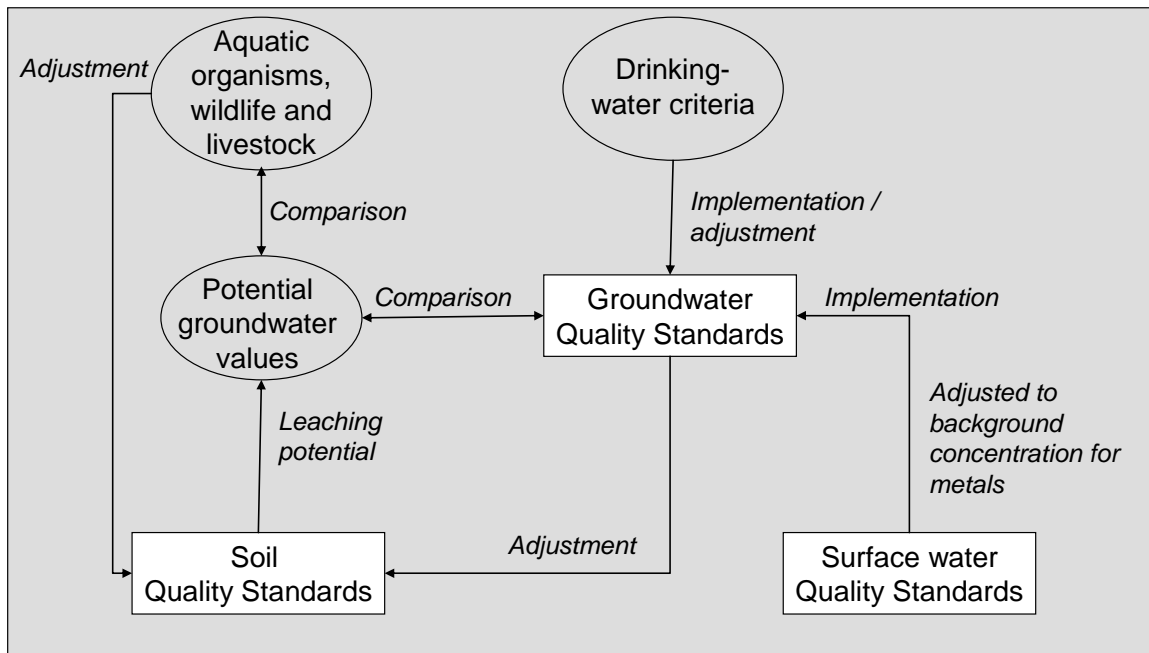 Adjustment
Aquatic
organisms,
wildlife and
livestock
Drinking-
water criteria
Comparison
Implementation /
adjustment
Potential
groundwater
values
Comparison
Groundwater
Quality Standards
Implementation
Leaching
potential
Adjusted to
background
concentration for
metals
Soil
Quality Standards
Adjustment
Surface water
Quality Standards